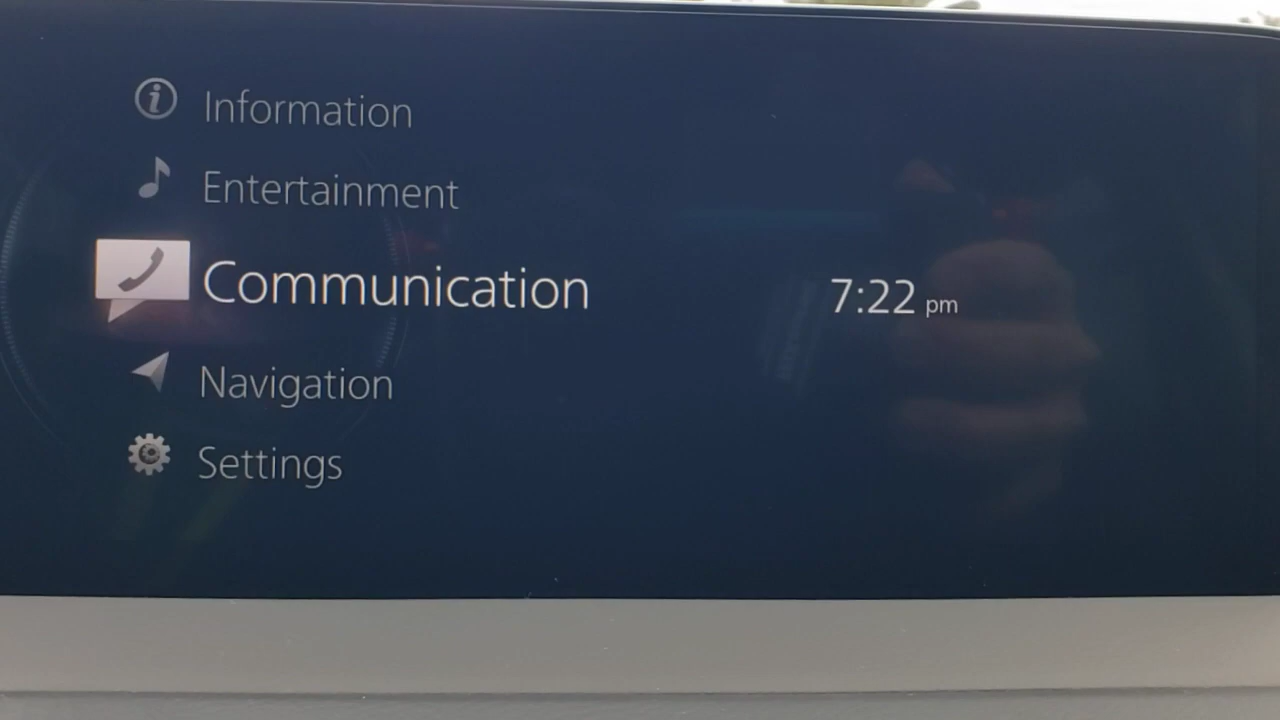 Information
Entertainment
Communication
7:22 pm
Navigation
Settings